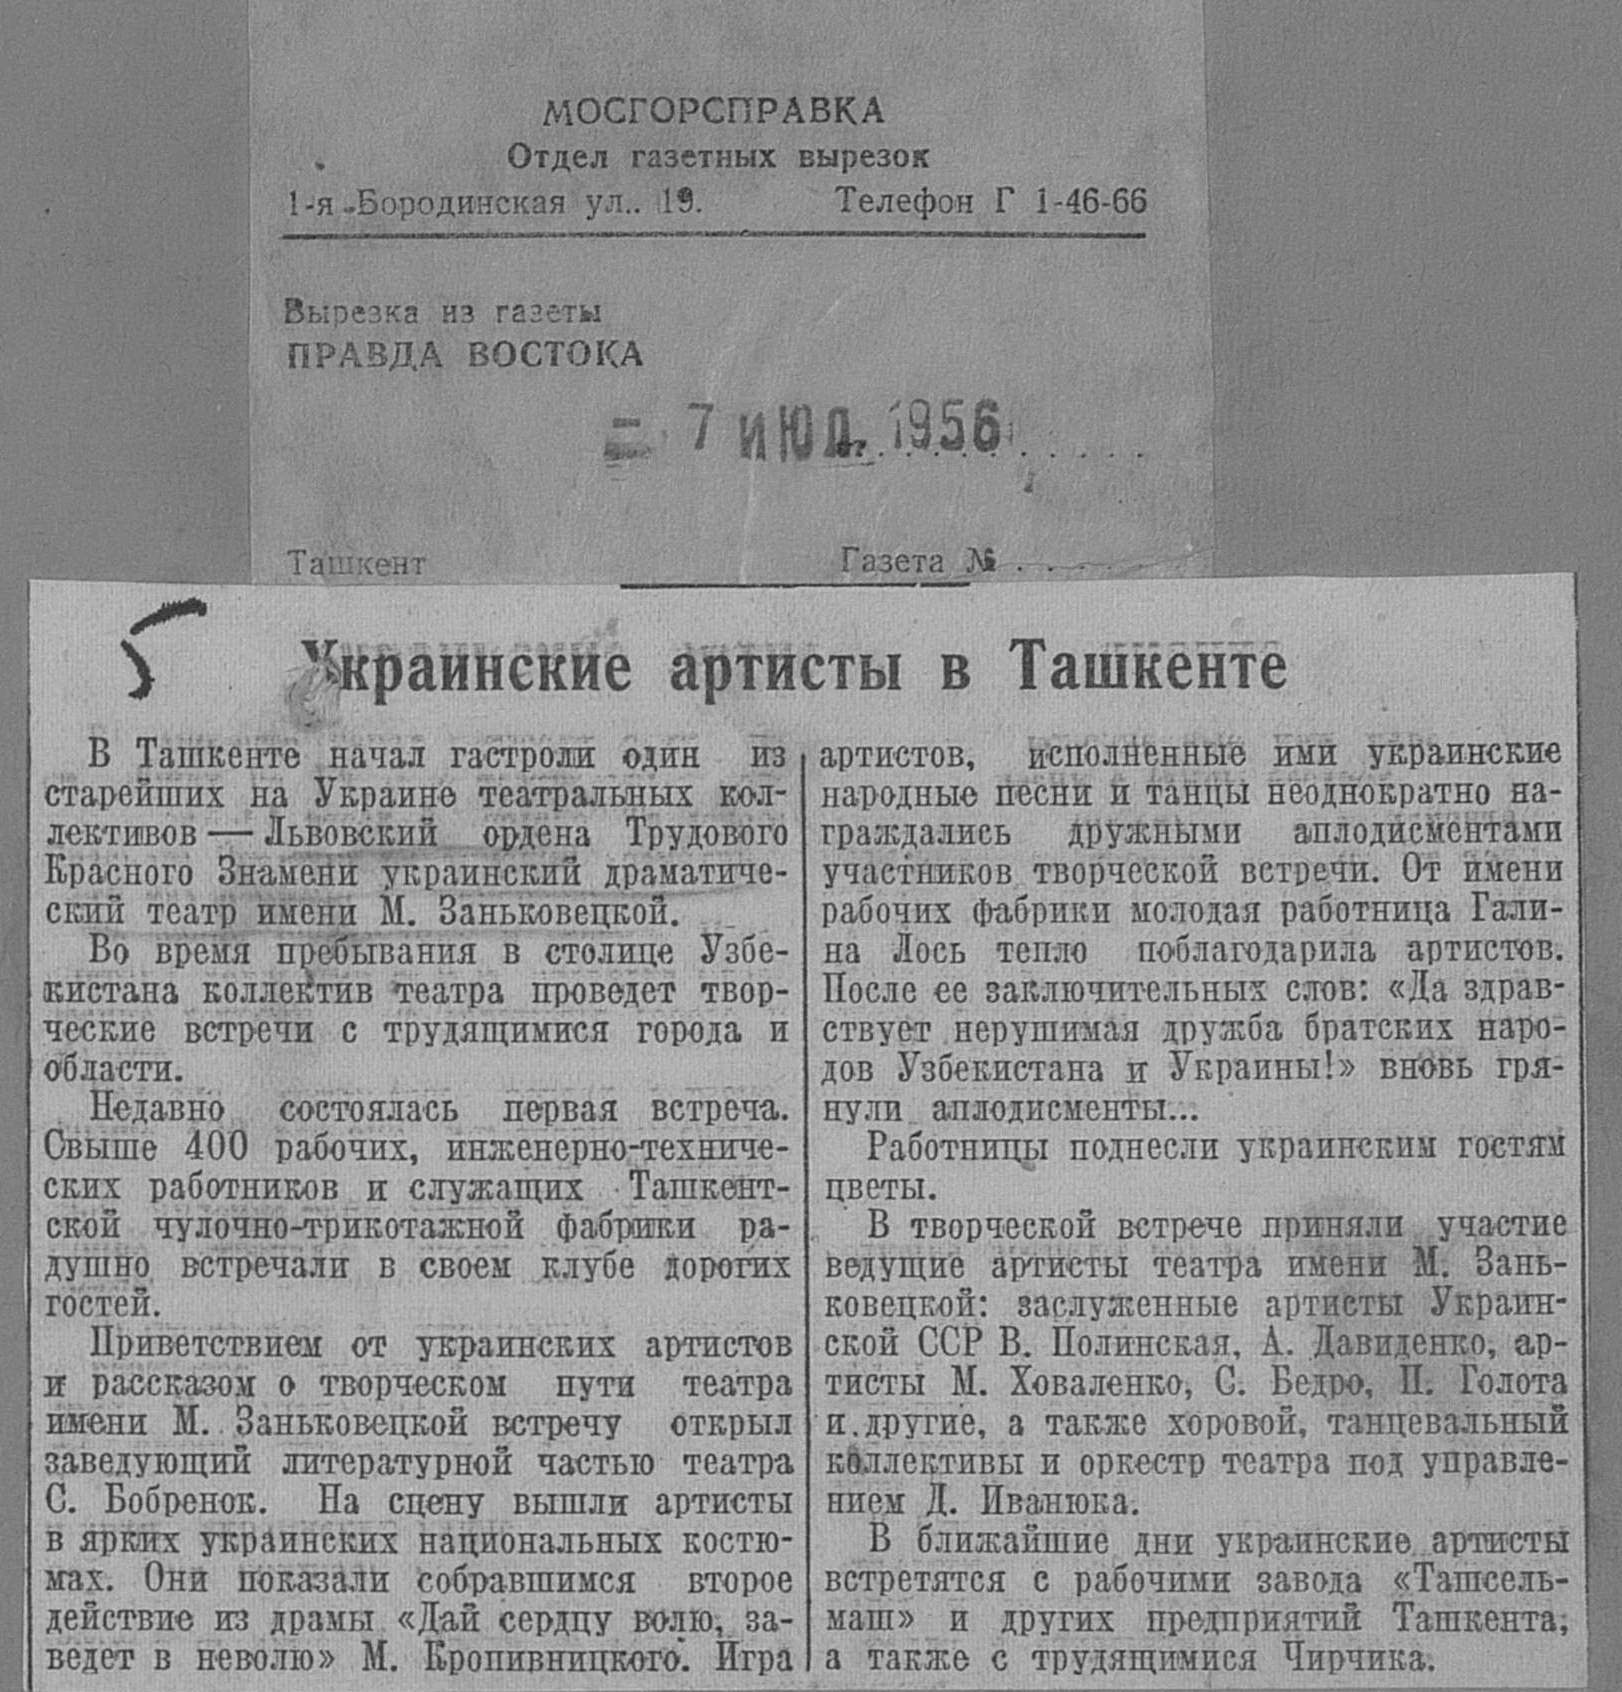 МОСГОРСПРАВКА
Отдел газетных вырезок
1-я Бородинская ул.. 19. Телефон Г 1-46-66
Вырезка из газеты
ПРАВДА ВОСТОКА
- 7 ИЮЛ. 1956
Ташкент Газета №
5
Украинские артисты в Ташкенте
В Ташкенте начал гастроли один из
старейших на Украине театральных кол-
лективов — Львовский ордена Трудового
Красного Знамени украинский драматиче-
ский театр имени М. Заньковецкой.
Во время пребывания в столице Узбе-
кистана коллектив театра проведет твор-
ческие встречи с трудящимися города и
области.
Недавно состоялась первая встреча.
Свыше 400 рабочих, инженерно-техниче-
ских работников и служащих Ташкент-
ской чулочно-трикотажной фабрики ра-
душно встречали в своем клубе дорогих
гостей.
Приветствием от украинских артистов
и рассказом о творческом пути театра
имени М. Заньковецкой встречу открыл
заведующий литературной частью театра
С. Бобренок. На сцену вышли артисты
в ярких украинских национальных костю-
мах. Они показали собравшимся второе
действие из драмы «Дай сердцу волю, за-
ведет в неволю» М. Кропивницкого. Игра
артистов, исполненные ими украинские
народные песни и танцы неоднократно на-
граждались дружными аплодисментами
участников творческой встречи. От имени
рабочих фабрики молодая работница Гали-
на Лось тепло поблагодарила артистов.
После ее заключительных слов: «Да здрав-
ствует нерушимая дружба братских наро-
дов Узбекистана и Украины!» вновь гря-
нули аплодисменты...
Работницы поднесли украинским гостям
цветы.
В творческой встрече приняли участие
ведущие артисты театра имени М. Зань-
ковецкой: заслуженные артисты Украин-
ской ССР В. Полинская, А. Давиденко, ар-
тисты М. Ховаленко, С. Бедро, П. Голота
и другие, а также хоровой, танцевальный
коллективы и оркестр театра под управле-
нием Д. Иванюка.
В ближайшие дни украинские артисты
встретятся с рабочими завода «Ташсель-
маш» и других предприятий Ташкента,
а также с трудящимися Чирчика.